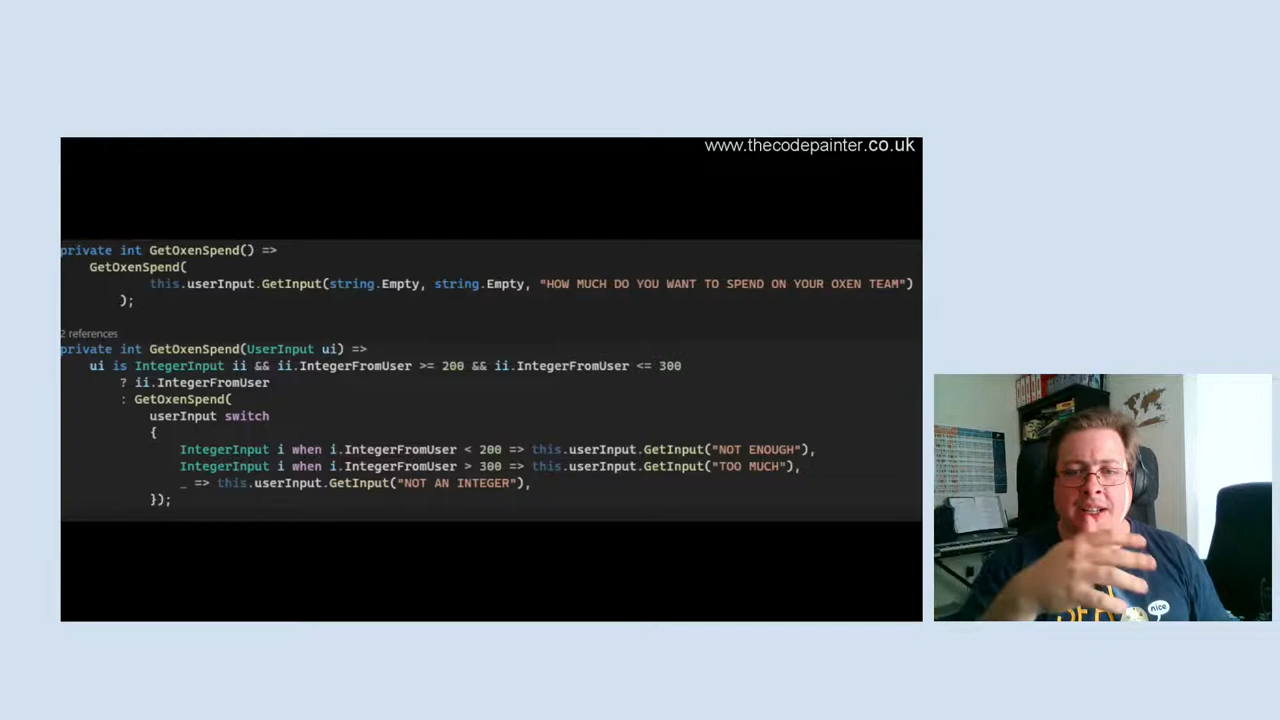 www.thecodepainter.co.uk
private int GetOxenSpend() =>
GetOxenSpend(
this.userInput.GetInput(string.Empty, string.Empty, "HOW MUCH DO YOU WANT TO SPEND ON YOUR OXEN TEAM")
);
2 references
private int GetOxenSpend(UserInput ui) =>
ui is IntegerInput ii && ii.IntegerFromUser >= 200 && ii.IntegerFromUser <= 300
? ii.IntegerFromUser
: GetOxenSpend(
userInput switch
{
IntegerInput i when i.IntegerFromUser < 200 => this.userInput.GetInput("NOT ENOUGH"),
IntegerInput i when i.IntegerFromUser > 300 => this.userInput.GetInput("TOO MUCH"),
_ => this.userInput.GetInput("NOT AN INTEGER"),
});
nice